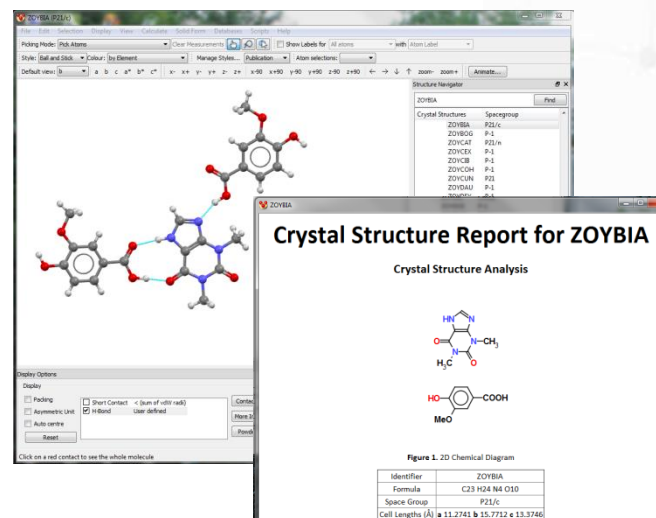 ZOYBIA (P21/c)
File Edit Selection Display View Calculate Solid Form Databases Scripts Help
Picking Mode: Pick Atoms Clear Measurements Show Labels for All atoms with Atom Label
Style: Ball and Stick Colour: by Element Manage Styles... Publication Atom selections:
Default view: b a b c a* b* c* x- x+ y- y+ z- z+ x-90 x+90 y-90 y+90 z-90 z+90 ← → ↓ ↑ zoom- zoom+ Animate...
Structure Navigator
ZOYBIA Find
Crystal Structures Spacegroup
ZOYBIA P21/c
ZOYBOG P-1
ZOYCAT P21/n
ZOYCEX P-1
ZOYCIB P-1
ZOYCOH P-1
ZOYCUN P21
ZOYDAU P-1
Display Options
Display
Packing
Asymmetric Unit
Auto centre
Reset
Short Contact < (sum of vdW radii)
H-Bond User defined
Click on a red contact to see the whole molecule
ZOYBIA
Crystal Structure Report for ZOYBIA
Crystal Structure Analysis
HN N
O N CH3
H3C N O
HO COOH
MeO
Figure 1. 2D Chemical Diagram
Identifier ZOYBIA
Formula C23 H24 N4 O10
Space Group P21/c
Cell Lengths (Å) a 11.2741 b 15.7712 c 13.3746